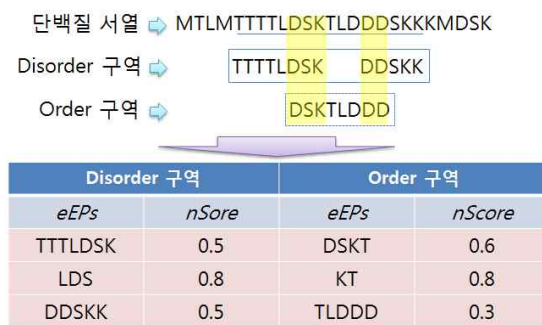 단백질 서열 MTLMTTTTLDSKTLDDDSKKKMDSK
Disorder 구역 TTTTLDSK DDSKK
Order 구역 DSKTLDD
Disorder 구역 Order 구역
eEPs nSore eEPs nScore
TTTLDSK 0.5 DSKT 0.6
LDS 0.8 KT 0.8
DDSKK 0.5 TLDDD 0.3